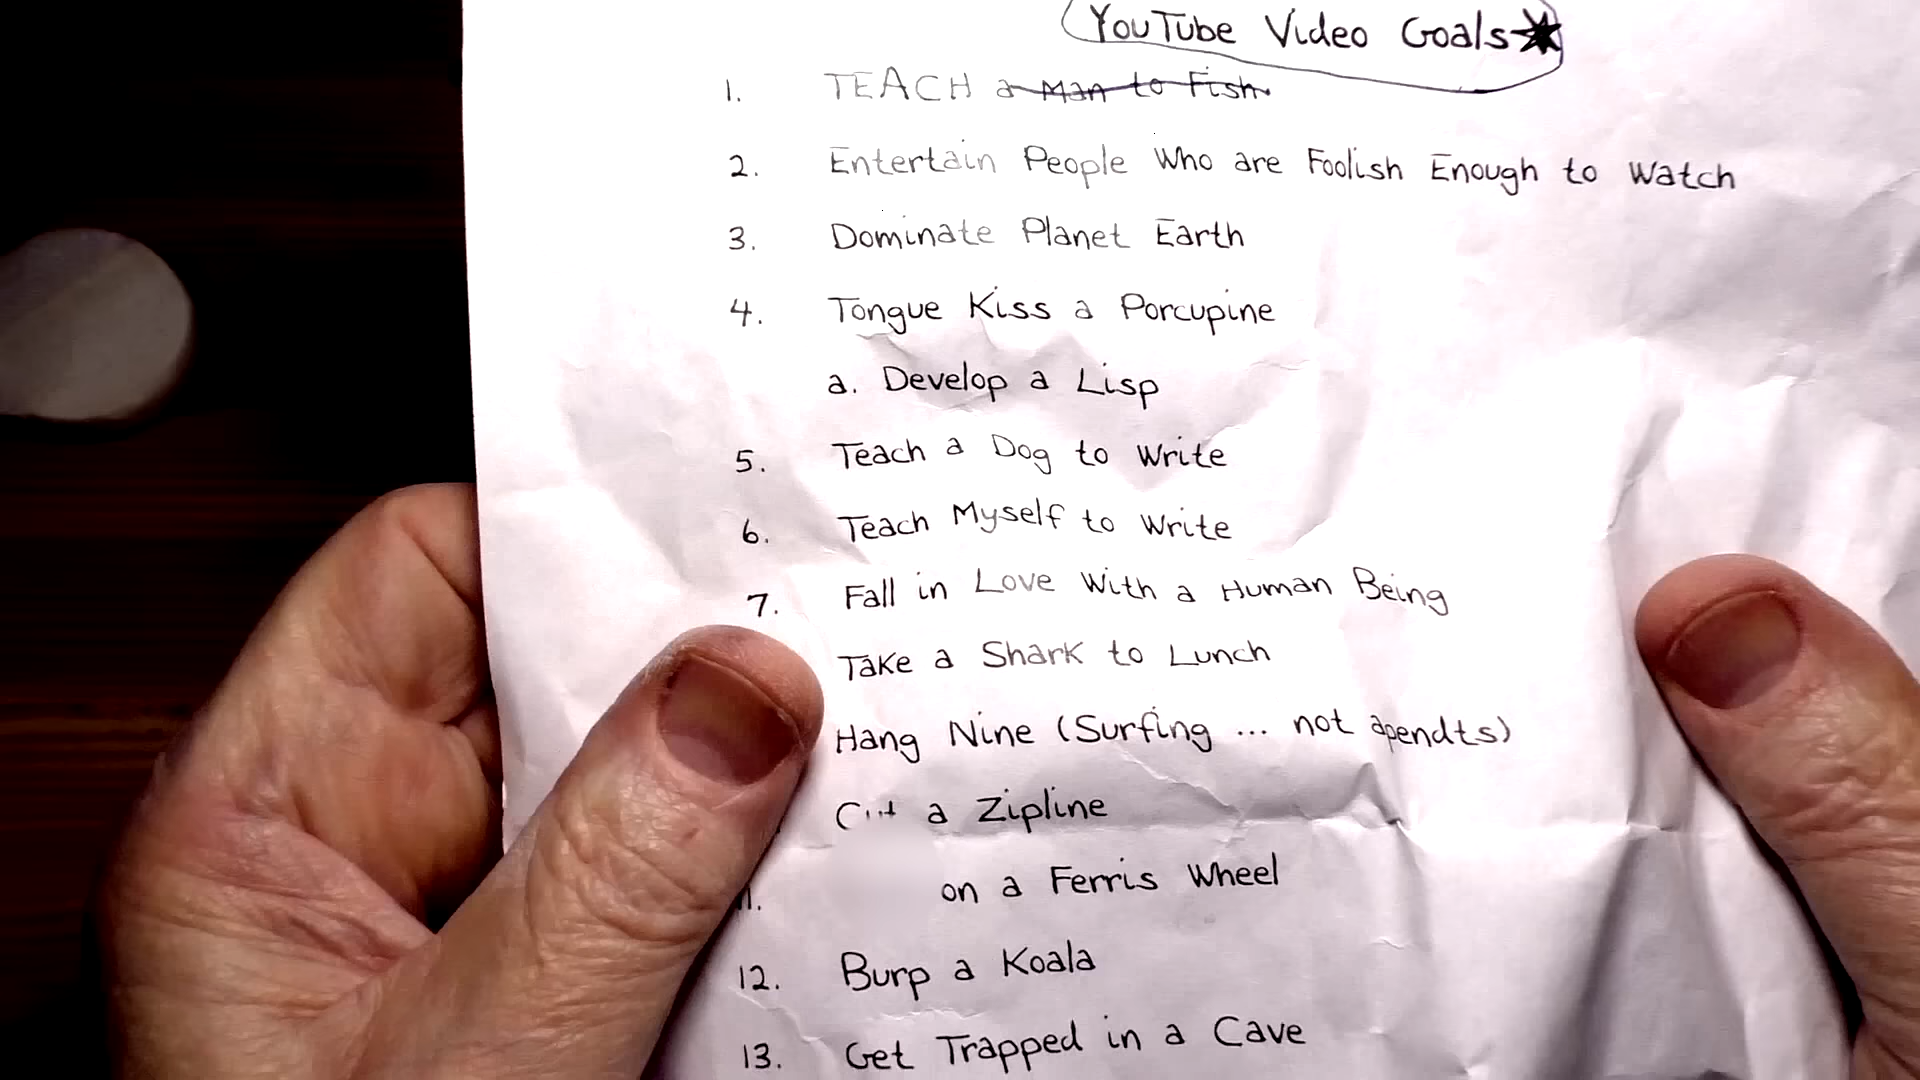 YouTube Video Goals
1. TEACH a Man to Fish.
2. Entertain People Who are Foolish Enough to Watch
3. Dominate Planet Earth
4. Tongue Kiss a Porcupine
a. Develop a Lisp
5. Teach a Dog to Write
6. Teach Myself to Write
7. Fall in Love With a Human Being
Take a Shark to Lunch
Hang Nine (Surfing ... not apendts)
a Zipline
11. on a Ferris Wheel
12. Burp a Koala
13. Get Trapped in a Cave